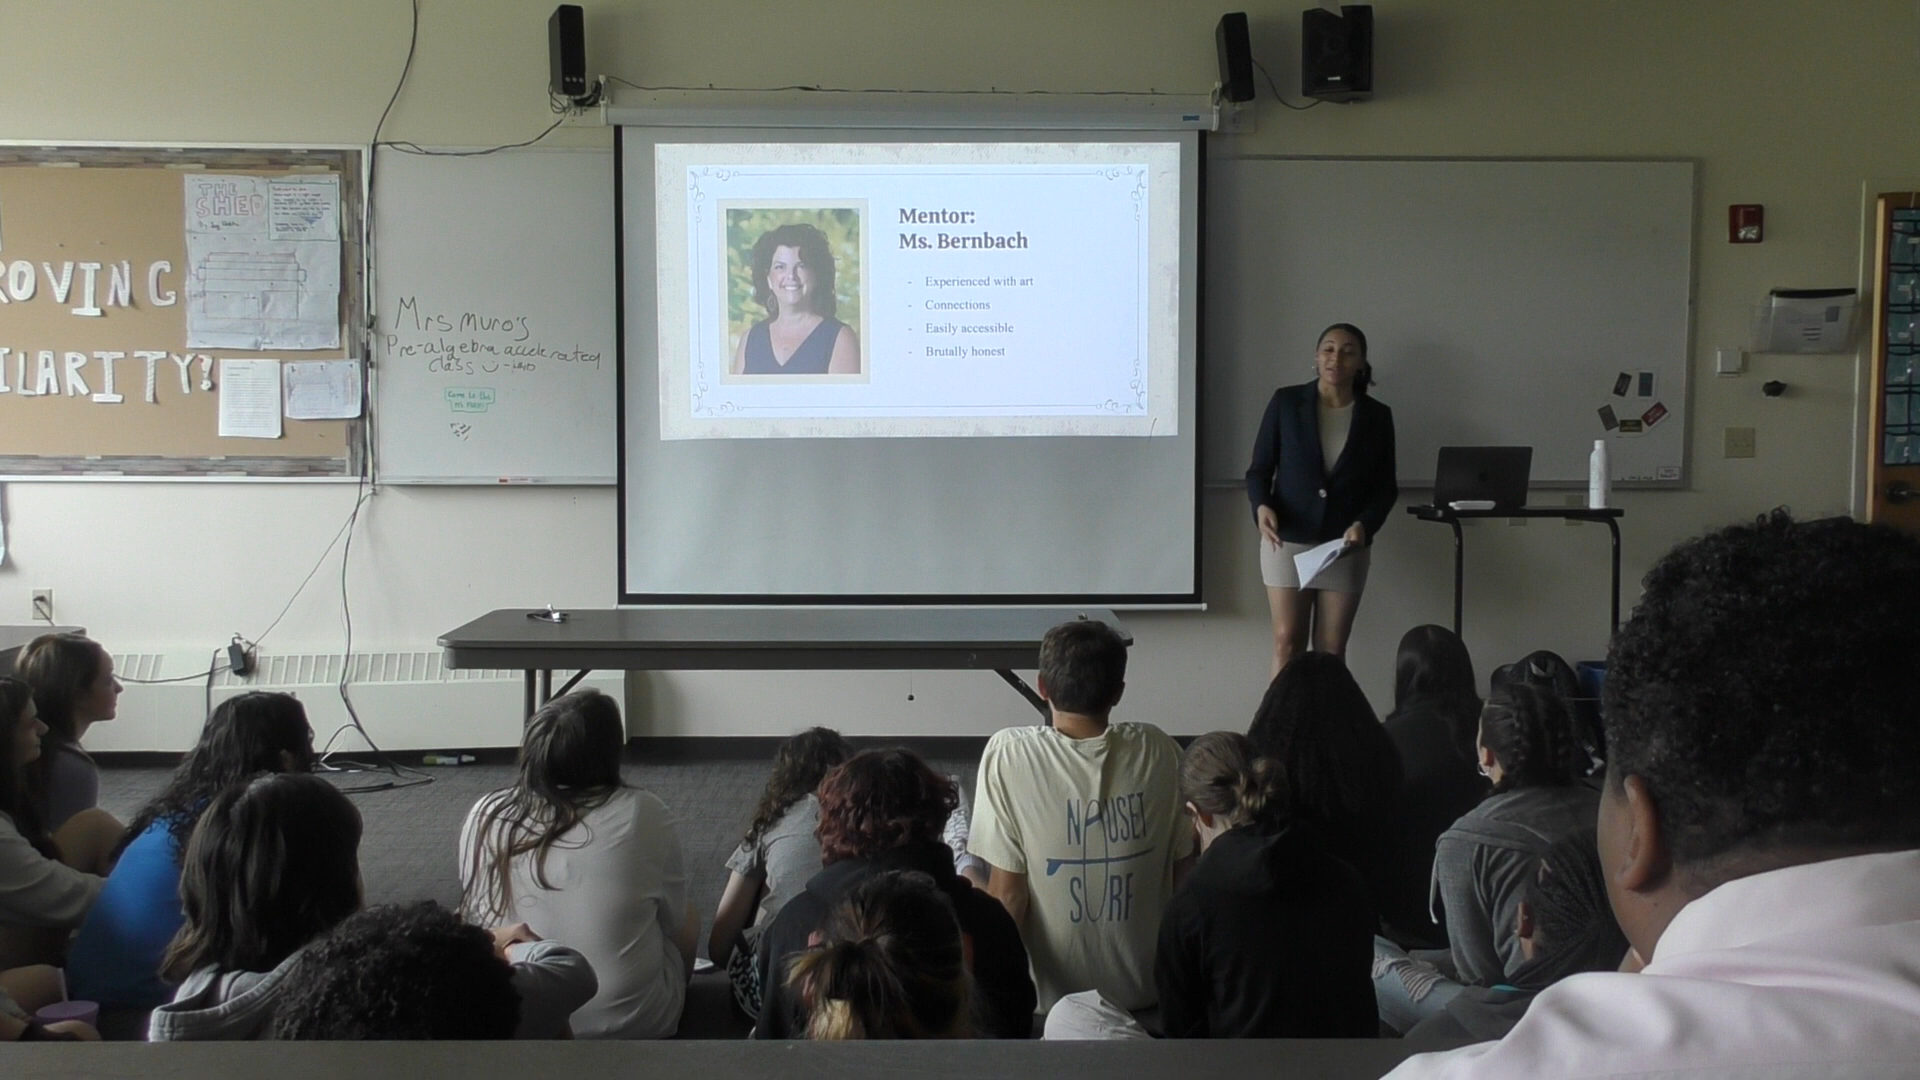 THE
SHED
ROVING
ILARITY?
Mrs Muro's
Pre-algebra accelerated
class
Mentor:
Ms. Bernbach
- Experienced with art
- Connections
- Easily accessible
- Brutally honest
NAUSET
SURF